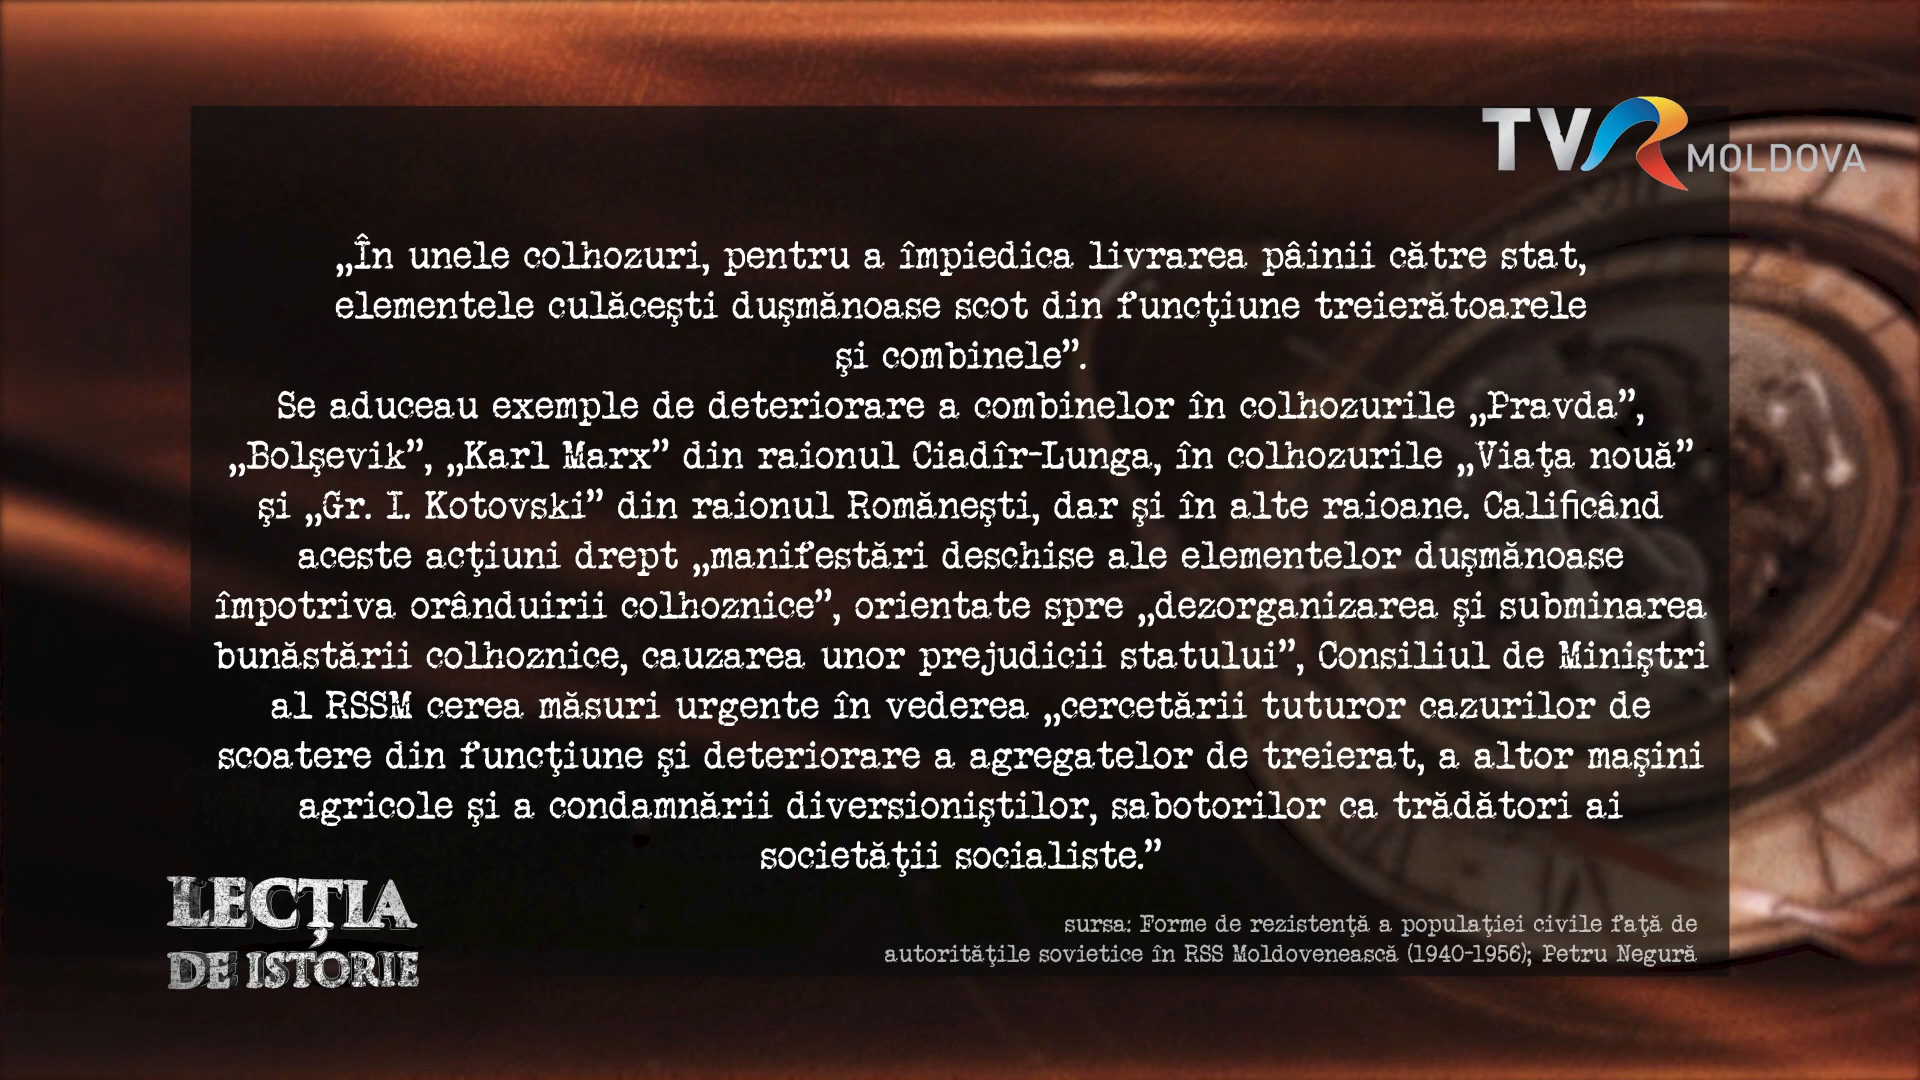 TVR MOLDOVA
„În unele colhozuri, pentru a împiedica livrarea pâinii către stat,
elementele culăceşti duşmănoase scot din funcţiune treierătoarele
şi combinele”.
Se aduceau exemple de deteriorare a combinelor în colhozurile „Pravda”,
„Bolşevik”, „Karl Marx” din raionul Ciadîr-Lunga, în colhozurile „Viaţa nouă”
şi „Gr. I. Kotovski” din raionul Romăneşti, dar şi în alte raioane. Calificând
aceste acţiuni drept „manifestări deschise ale elementelor duşmănoase
împotriva orânduirii colhoznice”, orientate spre „dezorganizarea şi subminarea
bunăstării colhoznice, cauzarea unor prejudicii statului”, Consiliul de Miniştri
al RSSM cerea măsuri urgente în vederea „cercetării tuturor cazurilor de
scoatere din funcţiune şi deteriorare a agregatelor de treierat, a altor maşini
agricole şi a condamnării diversioniştilor, sabotorilor ca trădători ai
societăţii socialiste.”
LECȚIA
DE ISTORIE
sursa: Forme de rezistenţă a populaţiei civile faţă de
autorităţile sovietice în RSS Moldovenească (1940-1956); Petru Negură